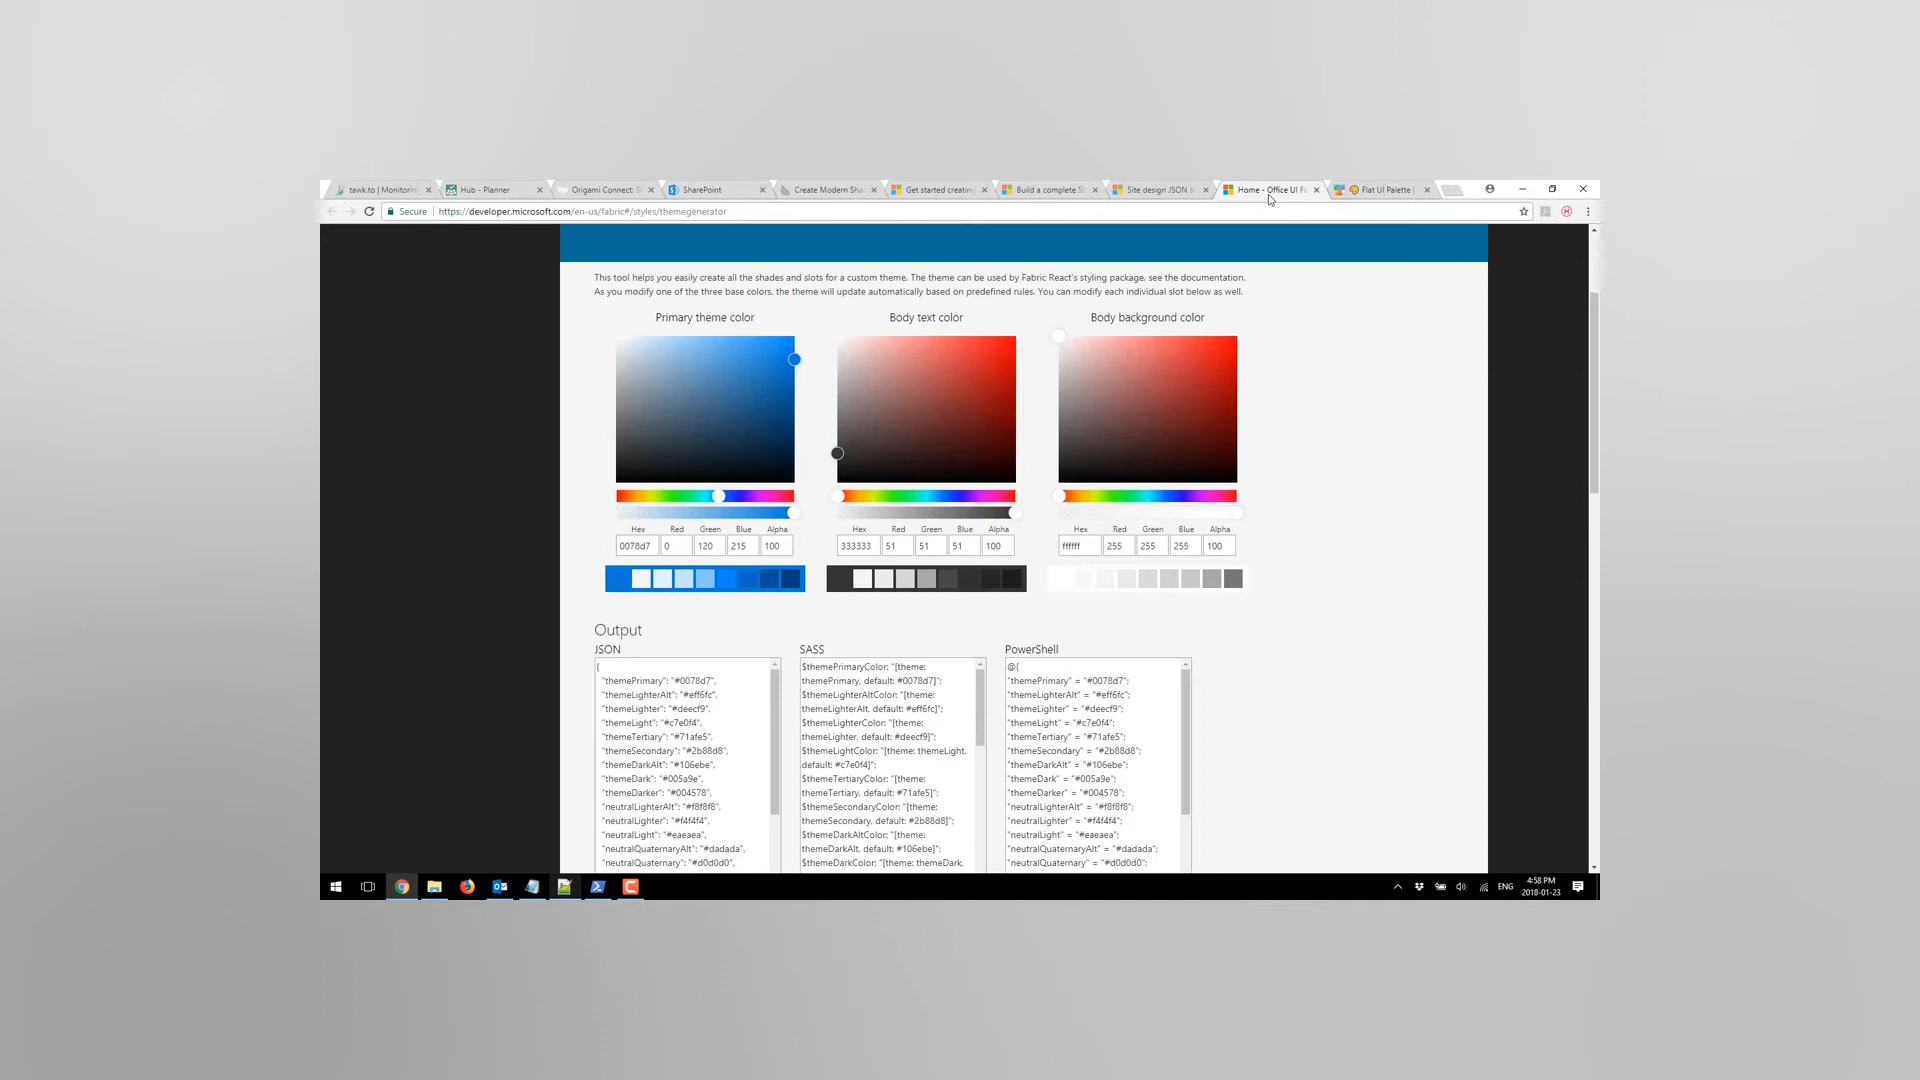 tawk.to | Monitorin
Hub - Planner
Origami Connect: S
SharePoint
Create Modern Sha
Get started creating
Build a complete S
Site design JSON s
Home - Office UI Fa
Flat UI Palette |
Secure
https://developer.microsoft.com/en-us/fabric#/styles/themegenerator
This tool helps you easily create all the shades and slots for a custom theme. The theme can be used by Fabric React's styling package, see the documentation.
As you modify one of the three base colors, the theme will update automatically based on predefined rules. You can modify each individual slot below as well.
Primary theme color
Body text color
Body background color
Hex Red Green Blue Alpha
0078d7 0 120 215 100
Hex Red Green Blue Alpha
333333 51 51 51 100
Hex Red Green Blue Alpha
ffffff 255 255 255 100
Output
JSON
{
"themePrimary": "#0078d7",
"themeLighterAlt": "#eff6fc",
"themeLighter": "#deecf9",
"themeLight": "#c7e0f4",
"themeTertiary": "#71afe5",
"themeSecondary": "#2b88d8",
"themeDarkAlt": "#106ebe",
"themeDark": "#005a9e",
"themeDarker": "#004578",
"neutralLighterAlt": "#f8f8f8",
"neutralLighter": "#f4f4f4",
"neutralLight": "#eaeaea",
"neutralQuaternaryAlt": "#dadada",
"neutralQuaternary": "#d0d0d0",
SASS
$themePrimaryColor: "[theme:
themePrimary, default: #0078d7]";
$themeLighterAltColor: "[theme:
themeLighterAlt, default: #eff6fc]";
$themeLighterColor: "[theme:
themeLighter, default: #deecf9]";
$themeLightColor: "[theme: themeLight,
default: #c7e0f4]";
$themeTertiaryColor: "[theme:
themeTertiary, default: #71afe5]";
$themeSecondaryColor: "[theme:
themeSecondary, default: #2b88d8]";
$themeDarkAltColor: "[theme:
themeDarkAlt, default: #106ebe]";
$themeDarkColor: "[theme: themeDark,
PowerShell
@{
"themePrimary" = "#0078d7";
"themeLighterAlt" = "#eff6fc";
"themeLighter" = "#deecf9";
"themeLight" = "#c7e0f4";
"themeTertiary" = "#71afe5";
"themeSecondary" = "#2b88d8";
"themeDarkAlt" = "#106ebe";
"themeDark" = "#005a9e";
"themeDarker" = "#004578";
"neutralLighterAlt" = "#f8f8f8";
"neutralLighter" = "#f4f4f4";
"neutralLight" = "#eaeaea";
"neutralQuaternaryAlt" = "#dadada";
"neutralQuaternary" = "#d0d0d0";
ENG
4:58 PM
2018-01-23